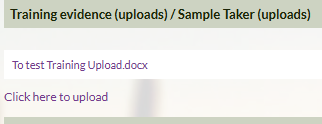 Training evidence (uploads) / Sample Taker (uploads)
To test Training Upload.docx
Click here to upload